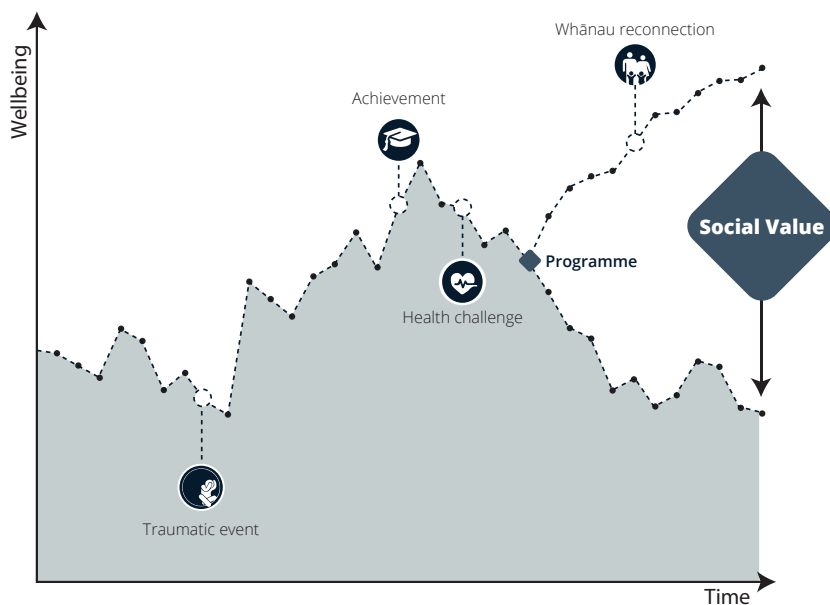 Wellbeing
Whānau reconnection
Achievement
Social Value
Programme
Health challenge
Traumatic event
Time